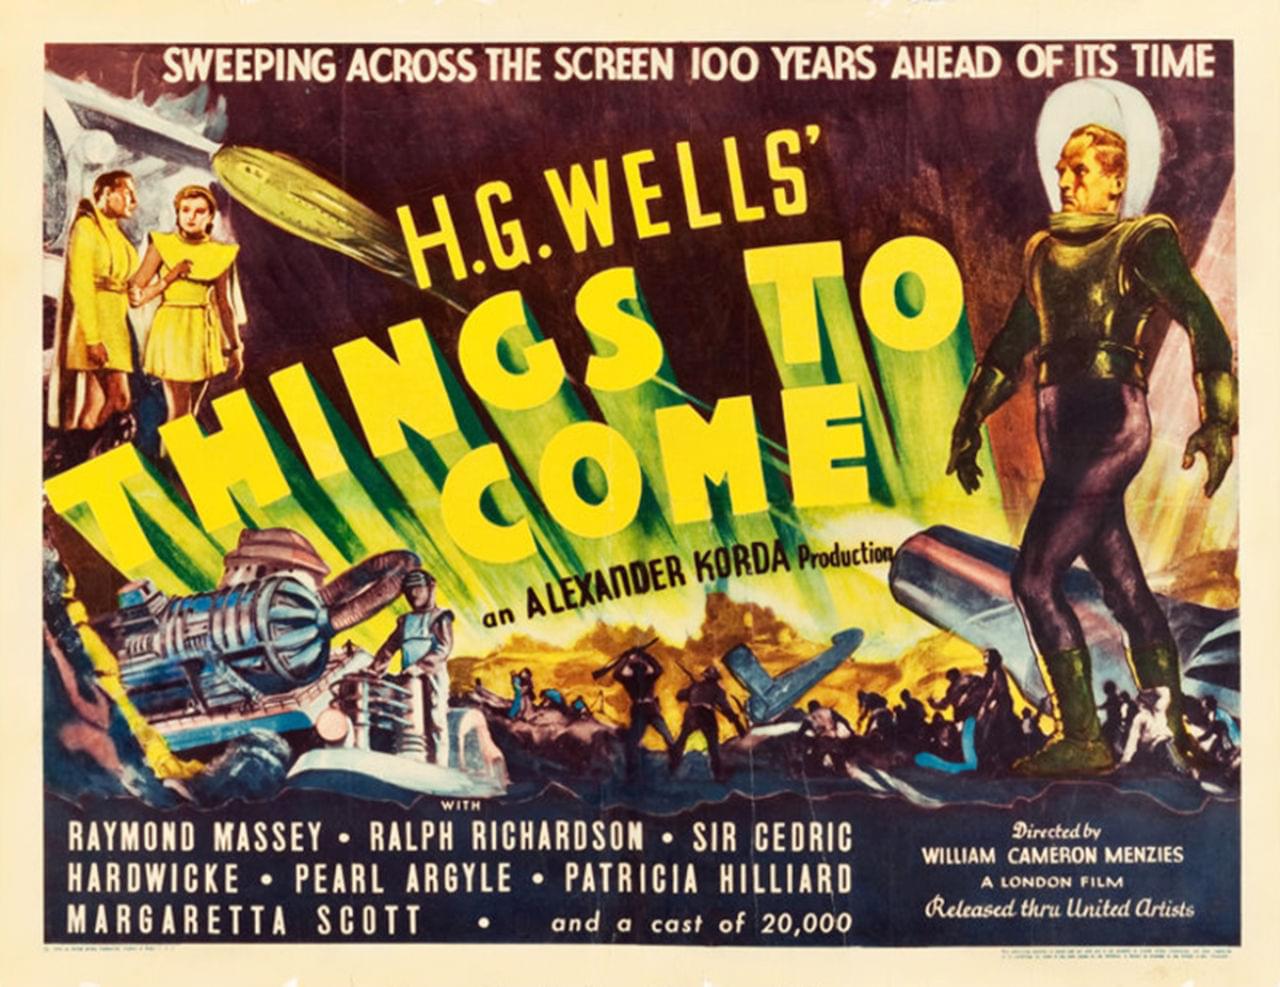 SWEEPING ACROSS THE SCREEN 100 YEARS AHEAD OF ITS TIME
H.G. WELLS'
THINGS TO
COME
an ALEXANDER KORDA Production
WITH
RAYMOND MASSEY • RALPH RICHARDSON • SIR CEDRIC
HARDWICKE • PEARL ARGYLE • PATRICIA HILLIARD
MARGARETTA SCOTT • and a cast of 20,000
Directed by
WILLIAM CAMERON MENZIES
A LONDON FILM
Released thru United Artists